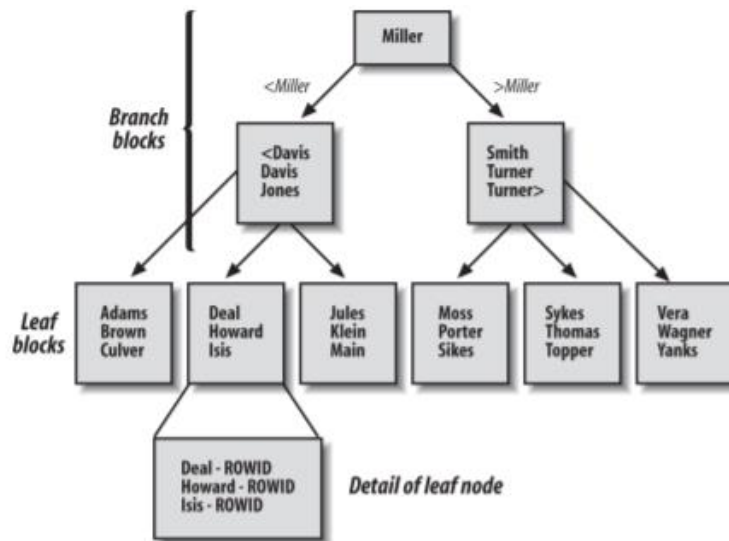 Miller
<Miller
>Miller
Branch
blocks
<Davis
Davis
Jones
Smith
Turner
Turner>
Leaf
blocks
Adams
Brown
Culver
Deal
Howard
Isis
Jules
Klein
Main
Moss
Porter
Sikes
Sykes
Thomas
Topper
Vera
Wagner
Yanks
Deal - ROWID
Howard - ROWID
Isis - ROWID
Detail of leaf node